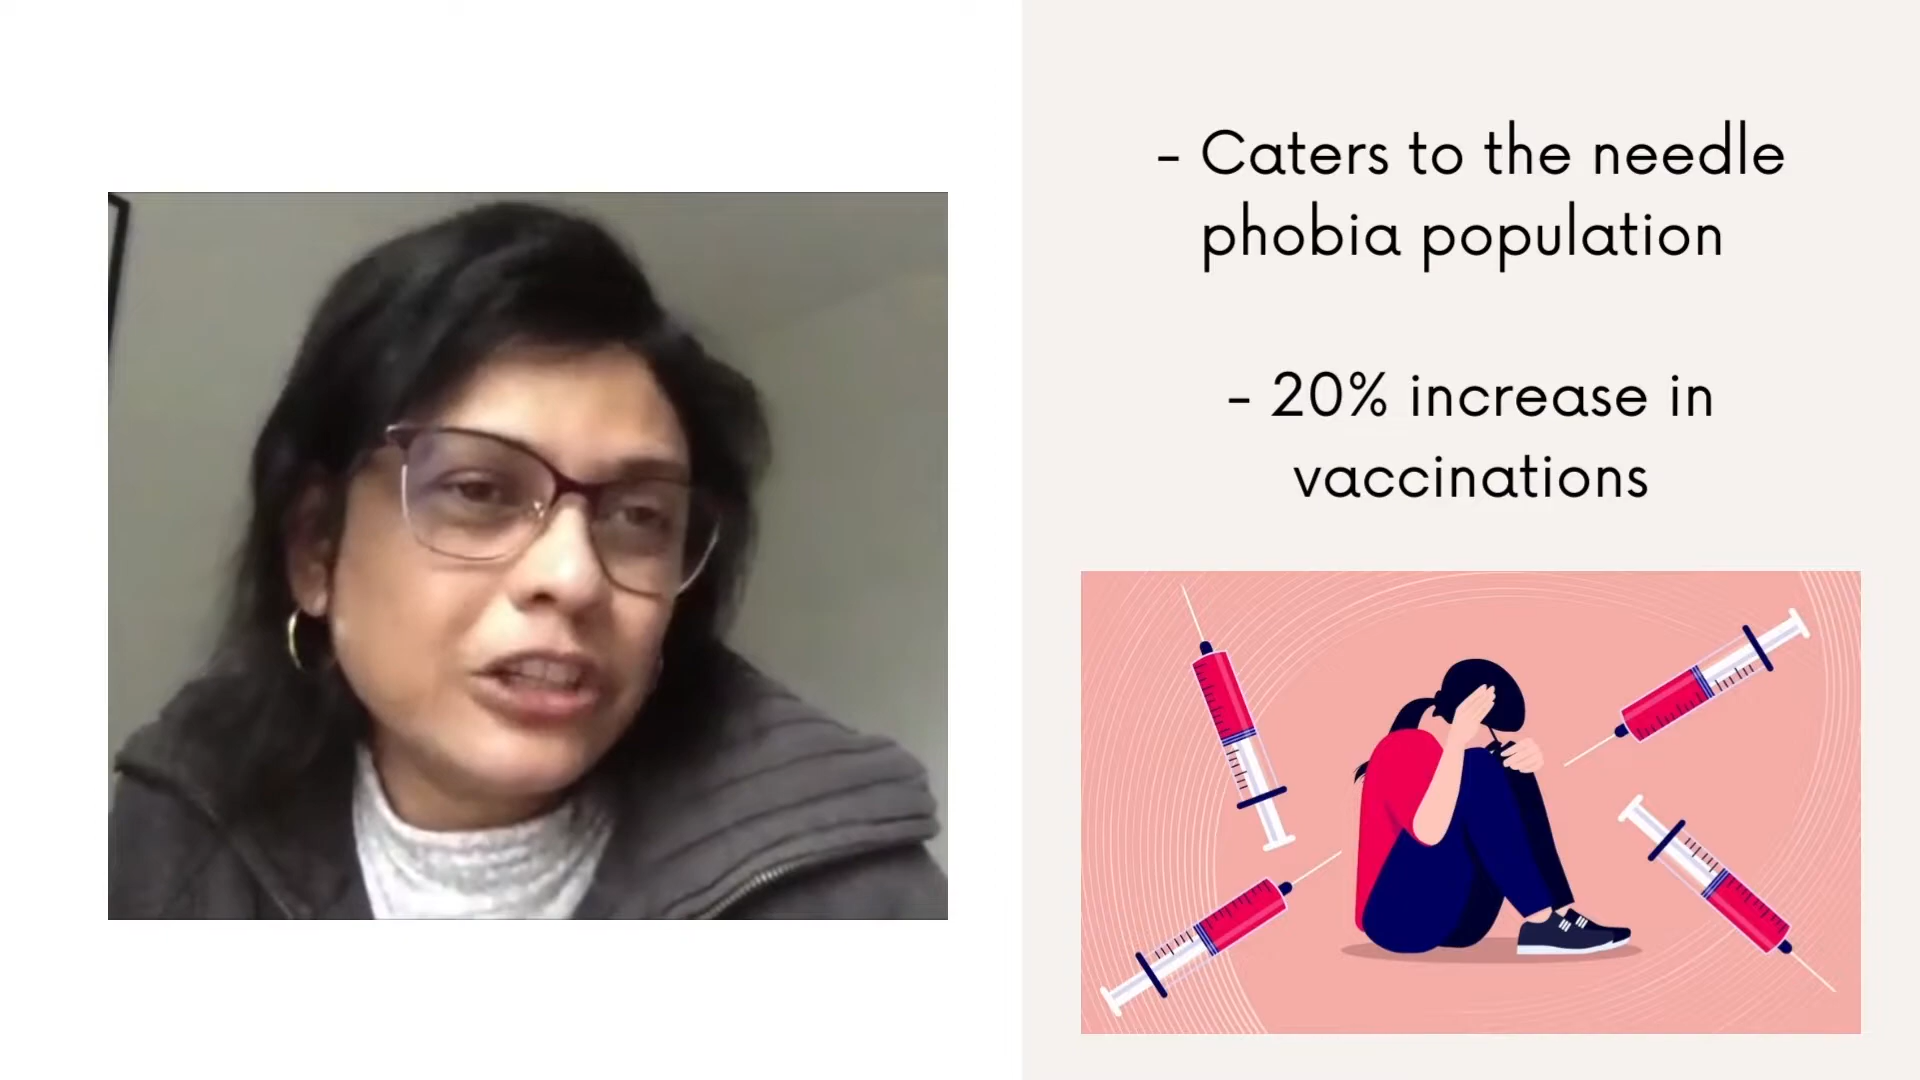 - Caters to the needle
phobia population
- 20% increase in
vaccinations